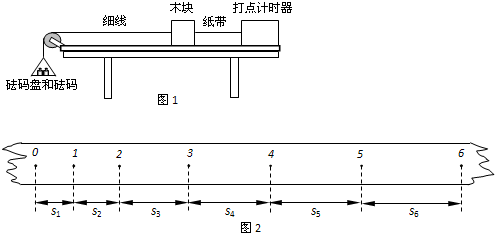 细线 木块 纸带 打点计时器
砝码盘和砝码
图1
0 1 2 3 4 5 6
s1 s2 s3 s4 s5 s6
图2